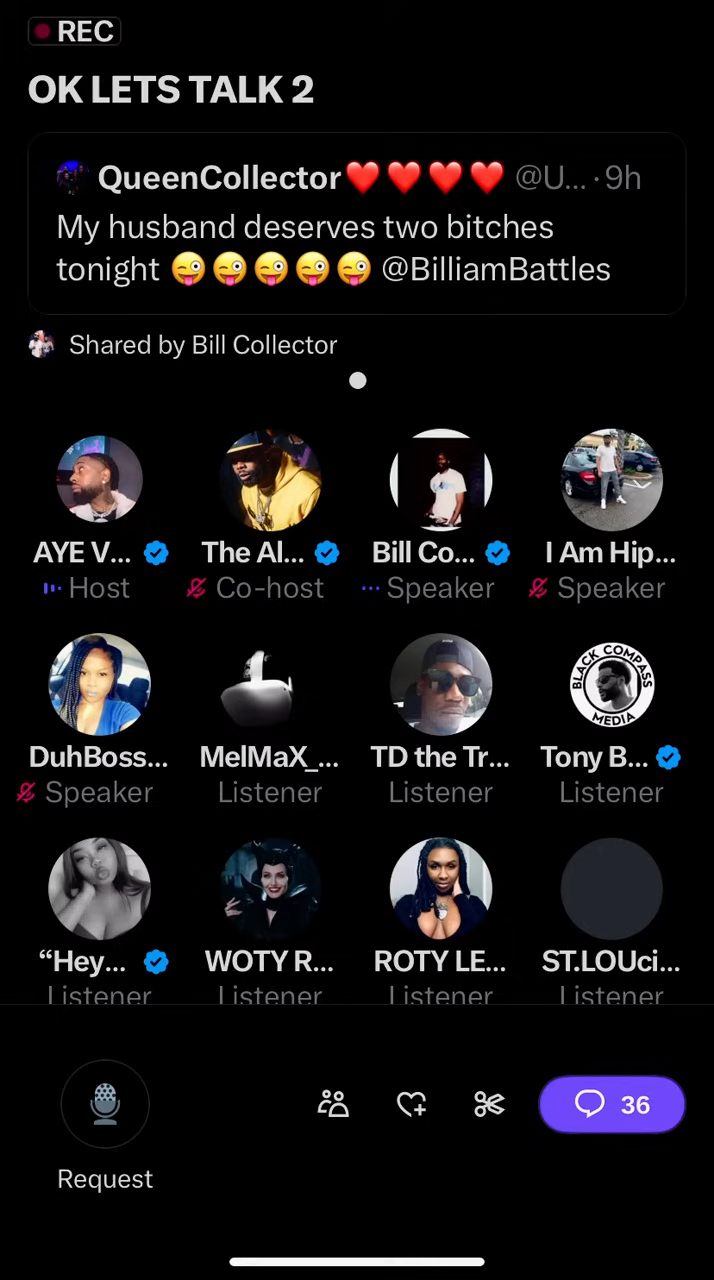 REC
OK LETS TALK 2
QueenCollector❤️❤️❤️❤️ @U... · 9h
My husband deserves two bitches
tonight 😜😜😜😜😜 @BilliamBattles
Shared by Bill Collector
AYE V... The Al... Bill Co... I Am Hip...
Host Co-host Speaker Speaker
BLACK COMPASS
MEDIA
DuhBoss... MelMaX_... TD the Tr... Tony B...
Speaker Listener Listener Listener
“Hey... WOTY R... ROTY LE... ST.LOUci...
Listener Listener Listener Listener
36
Request